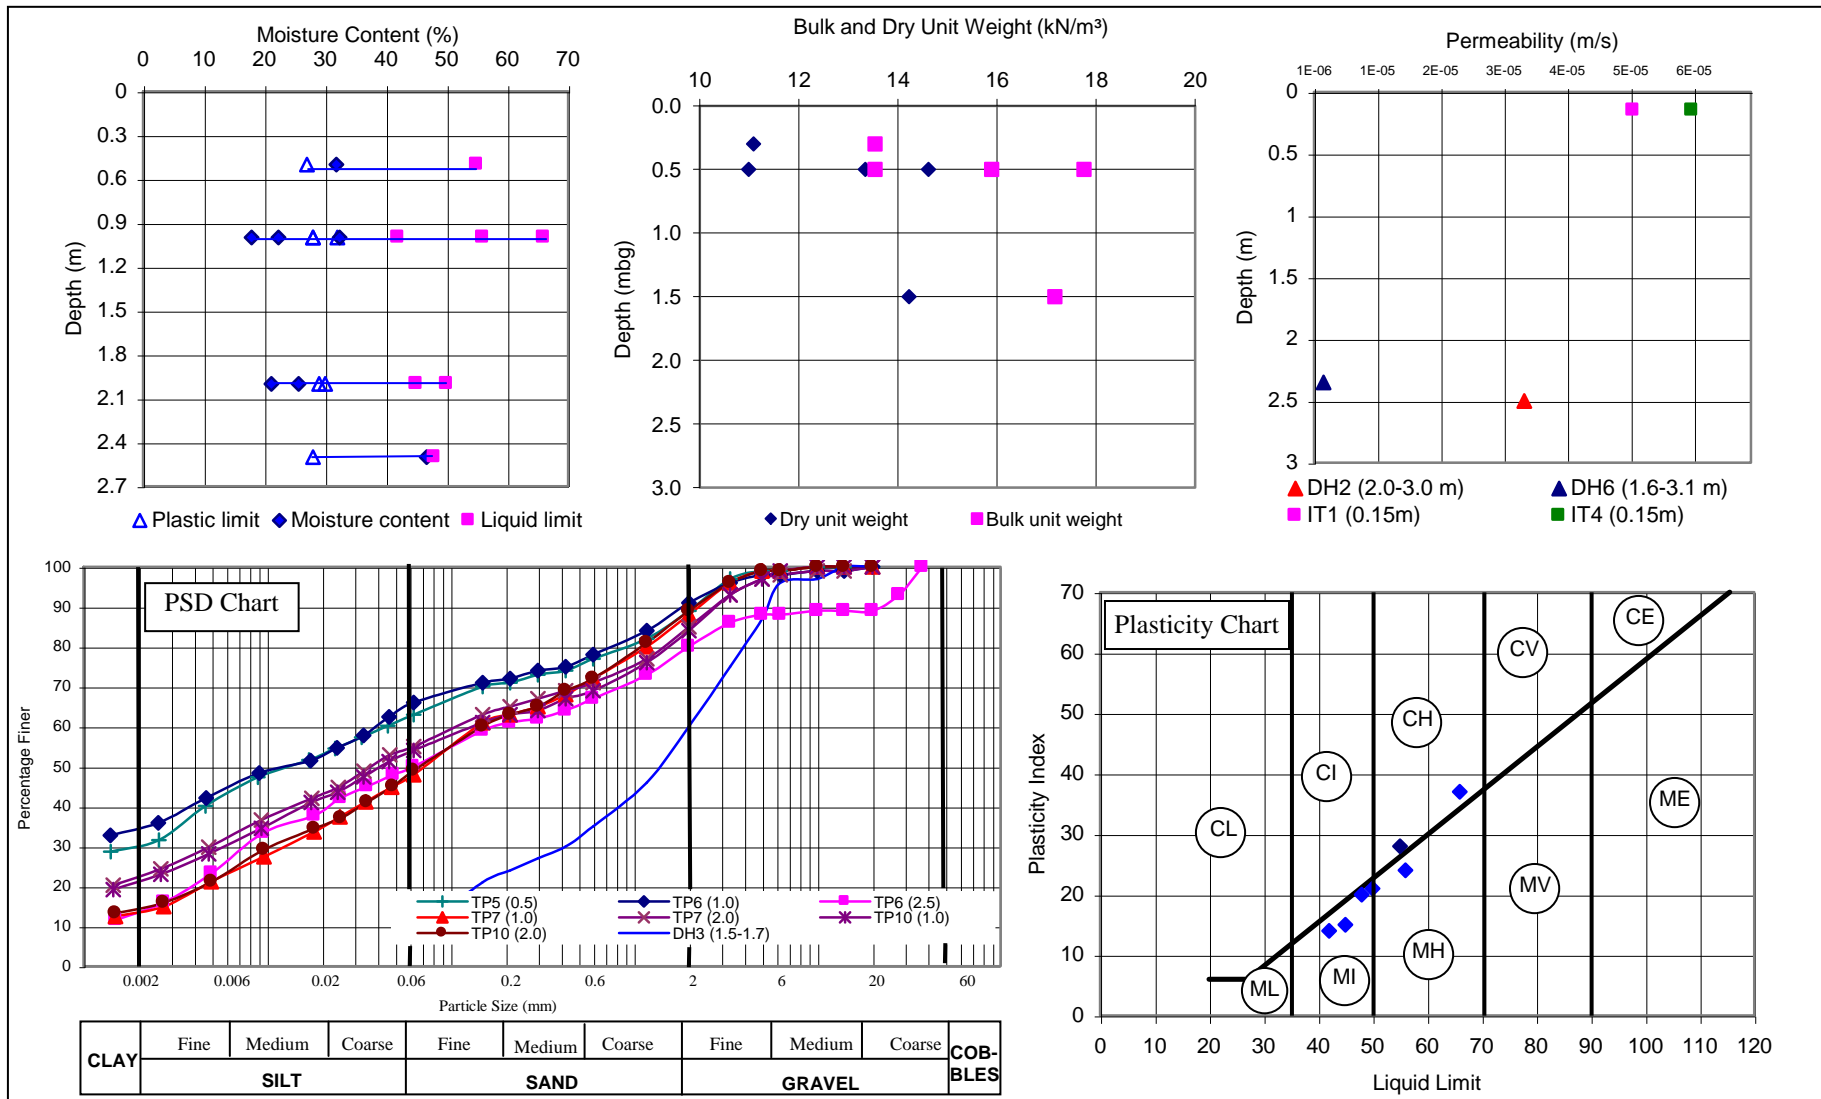 Moisture Content (%)
0 10 20 30 40 50 60 70
0
0.3
0.6
0.9
1.2
1.5
1.8
2.1
2.4
2.7
Depth (m)
Plastic limit Moisture content Liquid limit
Bulk and Dry Unit Weight (kN/m³)
10 12 14 16 18 20
0.0
0.5
1.0
1.5
2.0
2.5
3.0
Depth (mbg)
Dry unit weight Bulk unit weight
Permeability (m/s)
1E-06 1E-05 2E-05 3E-05 4E-05 5E-05 6E-05
0
0.5
1
1.5
2
2.5
3
Depth (m)
DH2 (2.0-3.0 m) DH6 (1.6-3.1 m)
IT1 (0.15m) IT4 (0.15m)
PSD Chart
100
90
80
70
60
50
40
30
20
10
0
Percentage Finer
TP5 (0.5) TP6 (1.0) TP6 (2.5)
TP7 (1.0) TP7 (2.0) TP10 (1.0)
TP10 (2.0) DH3 (1.5-1.7)
0.002 0.006 0.02 0.06 0.2 0.6 2 6 20 60
Particle Size (mm)
CLAY Fine Medium Coarse Fine Medium Coarse Fine Medium Coarse COB-
BLES
SILT SAND GRAVEL
Plasticity Chart
70
60
50
40
30
20
10
0
Plasticity Index
CE
CV
CH
CI
CL
ME
MV
MH
MI
ML
0 10 20 30 40 50 60 70 80 90 100 110 120
Liquid Limit